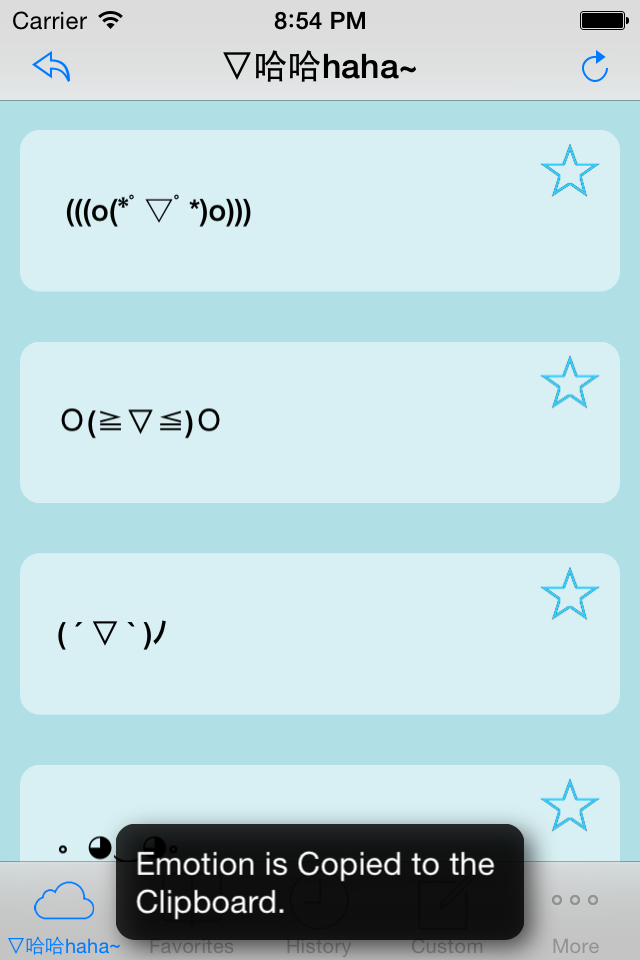 Carrier 8:54 PM
▽哈哈haha~
(((o(*ﾟ▽ﾟ*)o)))
O(≧▽≦)O
(´▽`)ﾉ
Emotion is Copied to the
Clipboard.
▽哈哈haha~ Favorites History Custom More